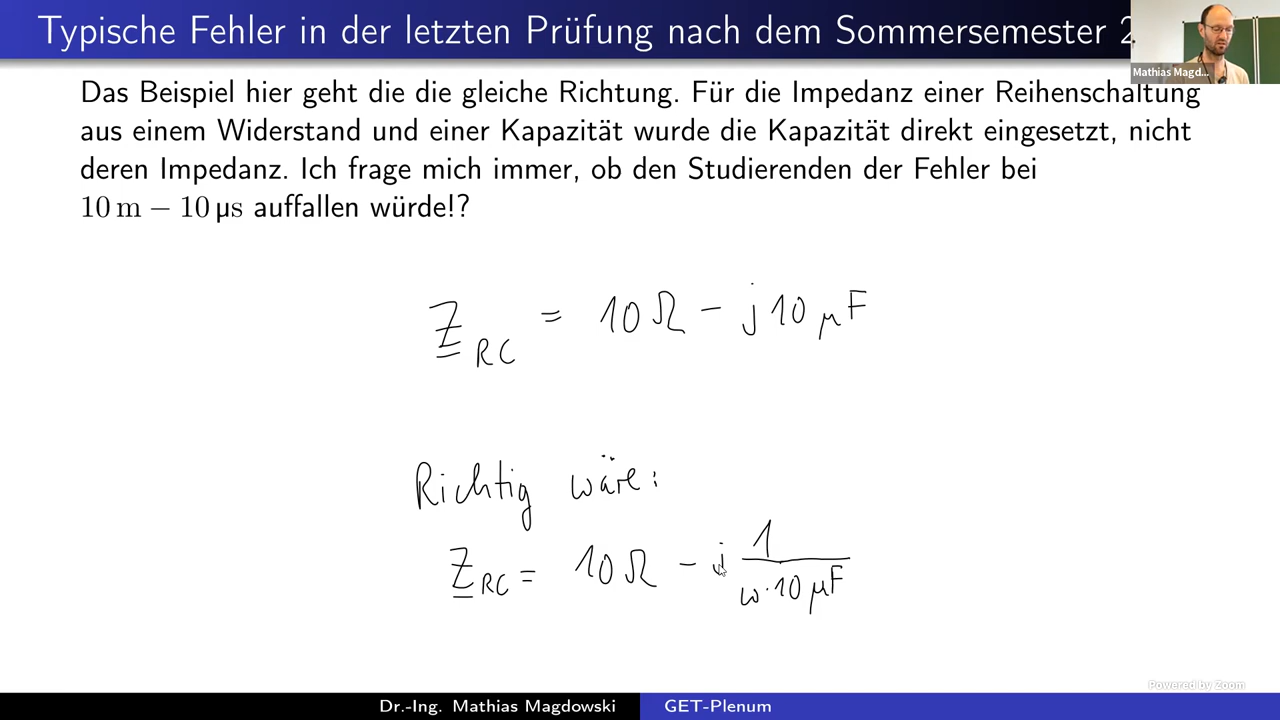 Typische Fehler in der letzten Prüfung nach dem Sommersemester 2
Mathias Magd...
Das Beispiel hier geht die die gleiche Richtung. Für die Impedanz einer Reihenschaltung
aus einem Widerstand und einer Kapazität wurde die Kapazität direkt eingesetzt, nicht
deren Impedanz. Ich frage mich immer, ob den Studierenden der Fehler bei
10 m − 10 µs auffallen würde!?
Z_RC = 10 Ω − j 10 µF
Richtig wäre:
Z_RC = 10 Ω − j 1/(ω·10 µF)
Powered by Zoom
Dr.-Ing. Mathias Magdowski GET-Plenum